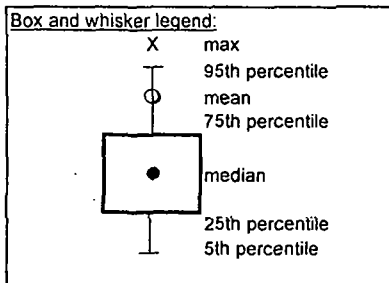 Box and whisker legend:
X max
95th percentile
mean
75th percentile
median
25th percentile
5th percentile